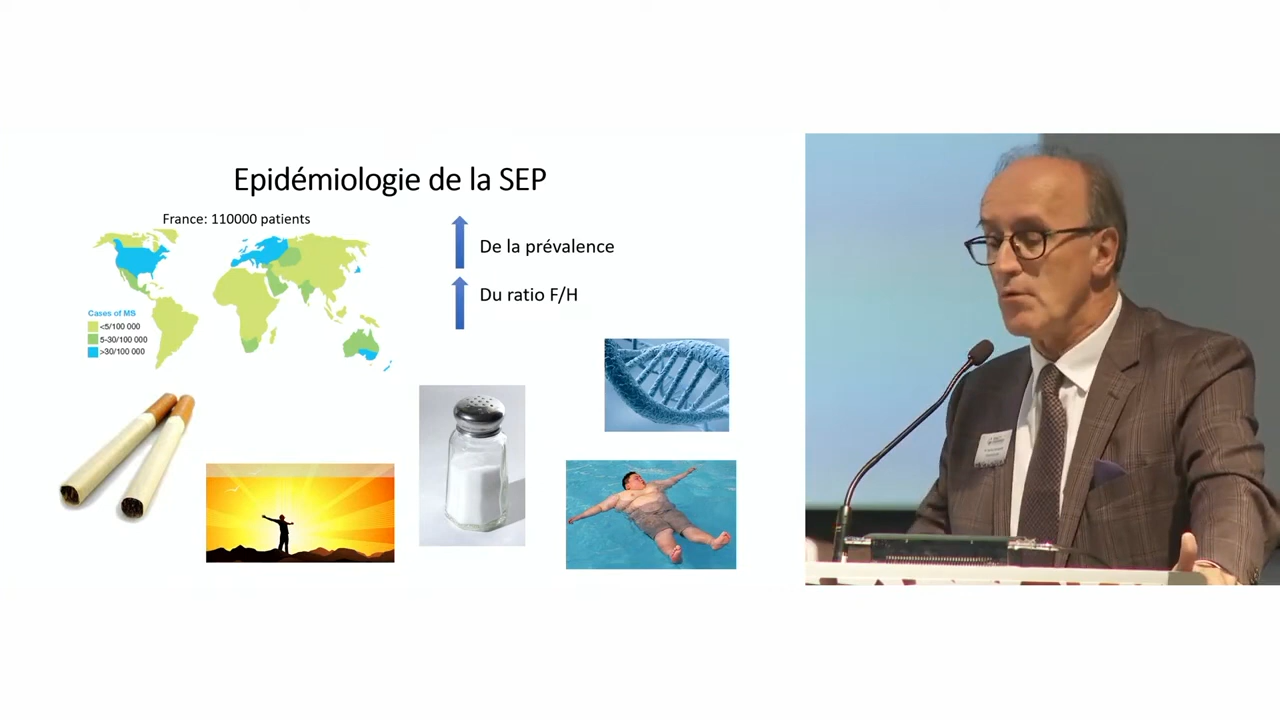 Epidémiologie de la SEP
France: 110000 patients
De la prévalence
Du ratio F/H
Cases of MS
<5/100 000
5-30/100 000
>30/100 000